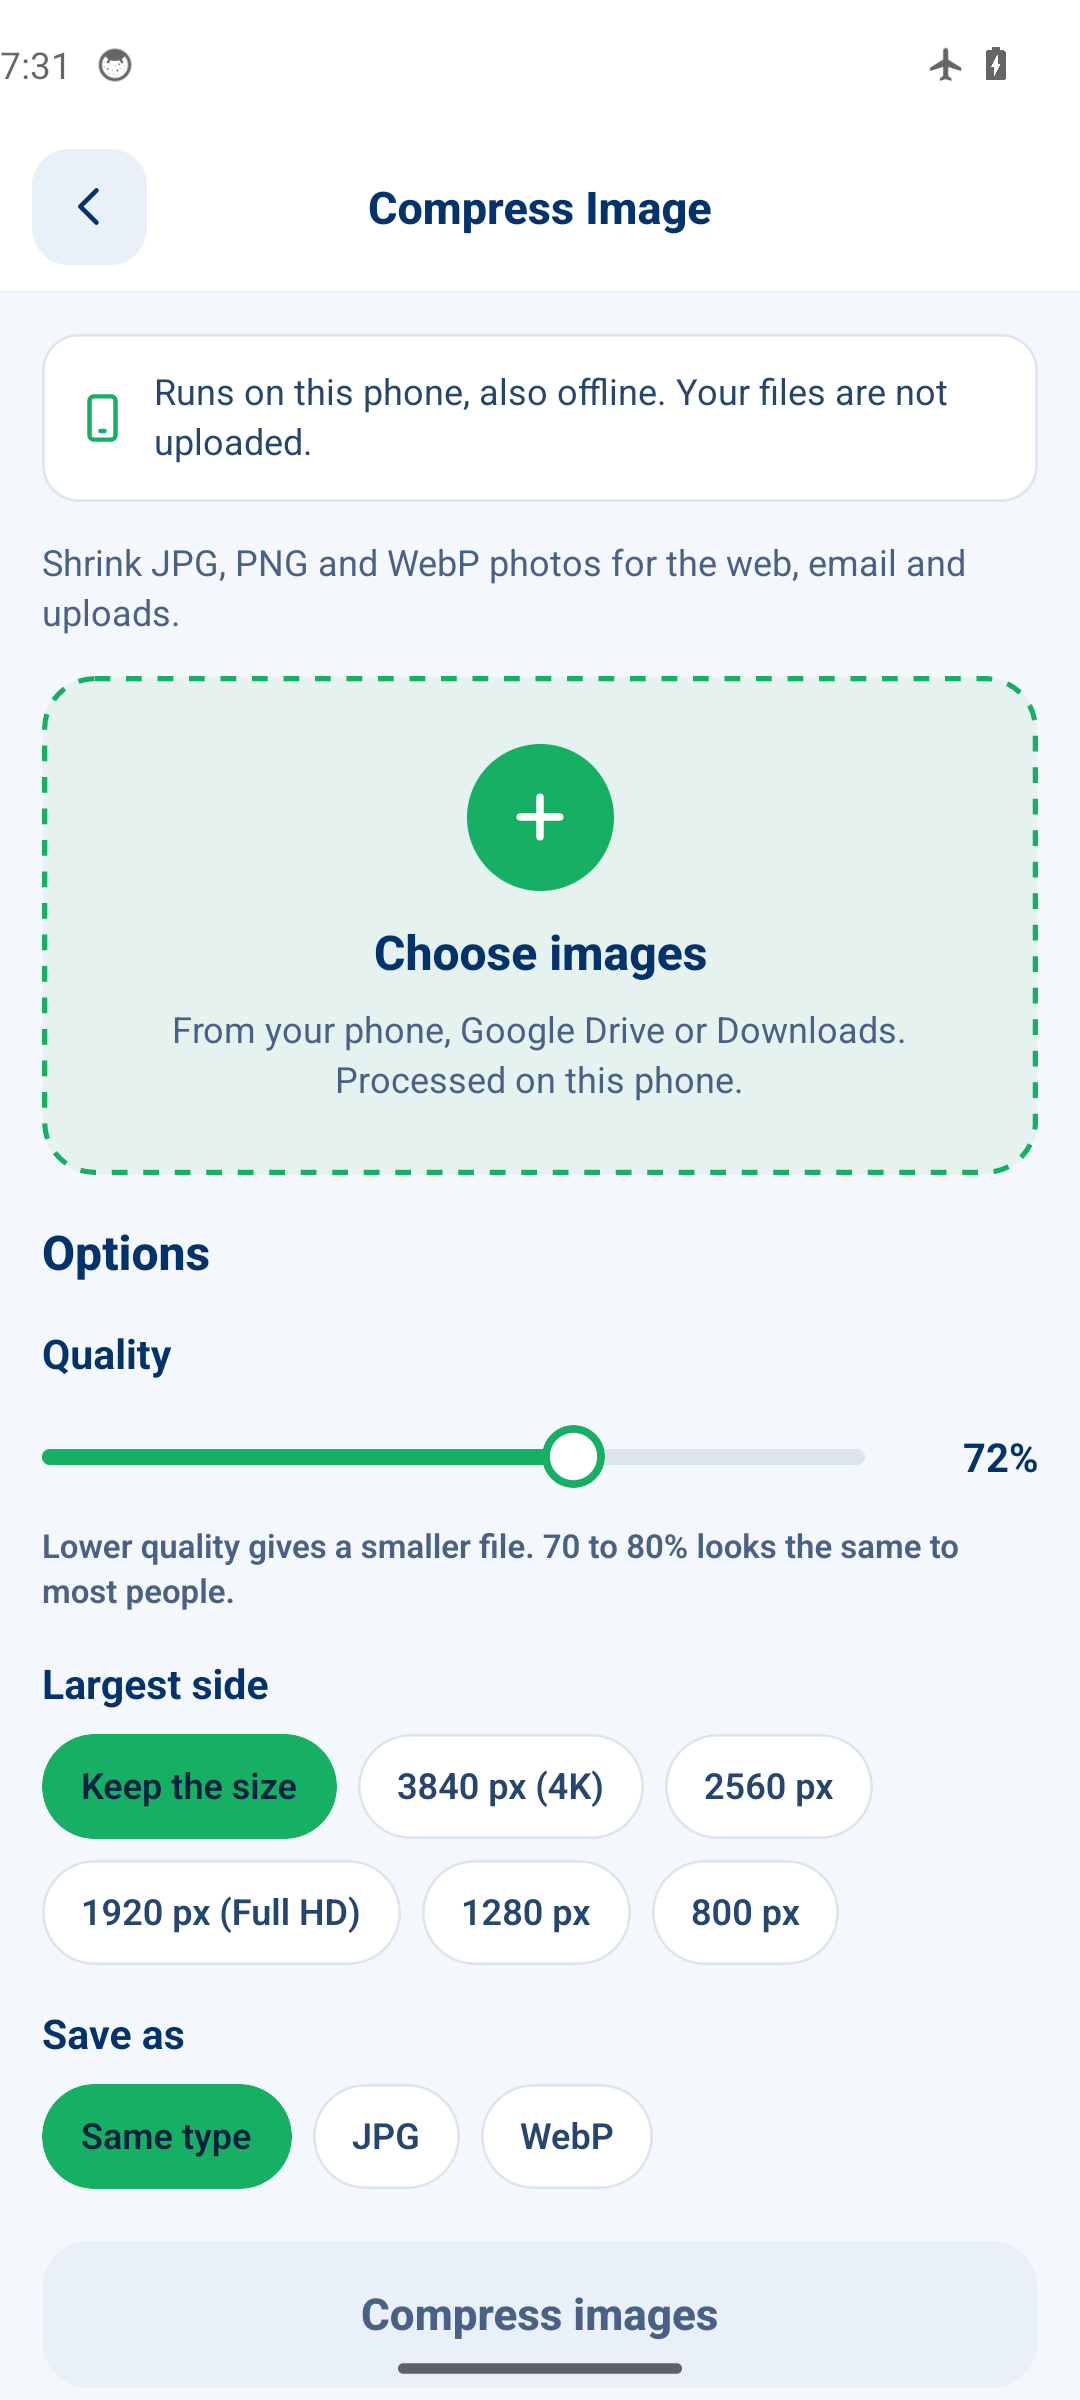 7:31
Compress Image
Runs on this phone, also offline. Your files are not
uploaded.
Shrink JPG, PNG and WebP photos for the web, email and
uploads.
Choose images
From your phone, Google Drive or Downloads.
Processed on this phone.
Options
Quality
72%
Lower quality gives a smaller file. 70 to 80% looks the same to
most people.
Largest side
Keep the size
3840 px (4K)
2560 px
1920 px (Full HD)
1280 px
800 px
Save as
Same type
JPG
WebP
Compress images